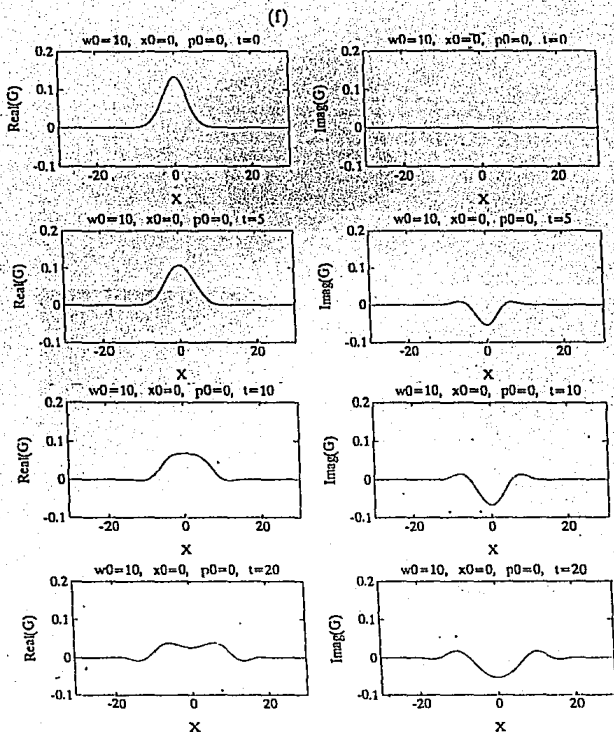 (f)
w0=10, x0=0, p0=0, t=0
Real(G)
0.2
0.1
0
-0.1
-20 0 20
X
w0=10, x0=0, p0=0, t=0
Imag(G)
0.2
0.1
0
-0.1
-20 0 20
X
w0=10, x0=0, p0=0, t=5
Real(G)
0.2
0.1
0
-0.1
-20 0 20
X
w0=10, x0=0, p0=0, t=5
Imag(G)
0.2
0.1
0
-0.1
-20 0 20
X
w0=10, x0=0, p0=0, t=10
Real(G)
0.2
0.1
0
-0.1
-20 0 20
X
w0=10, x0=0, p0=0, t=10
Imag(G)
0.2
0.1
0
-0.1
-20 0 20
X
w0=10, x0=0, p0=0, t=20
Real(G)
0.2
0.1
0
-0.1
-20 0 20
X
w0=10, x0=0, p0=0, t=20
Imag(G)
0.2
0.1
0
-0.1
-20 0 20
X